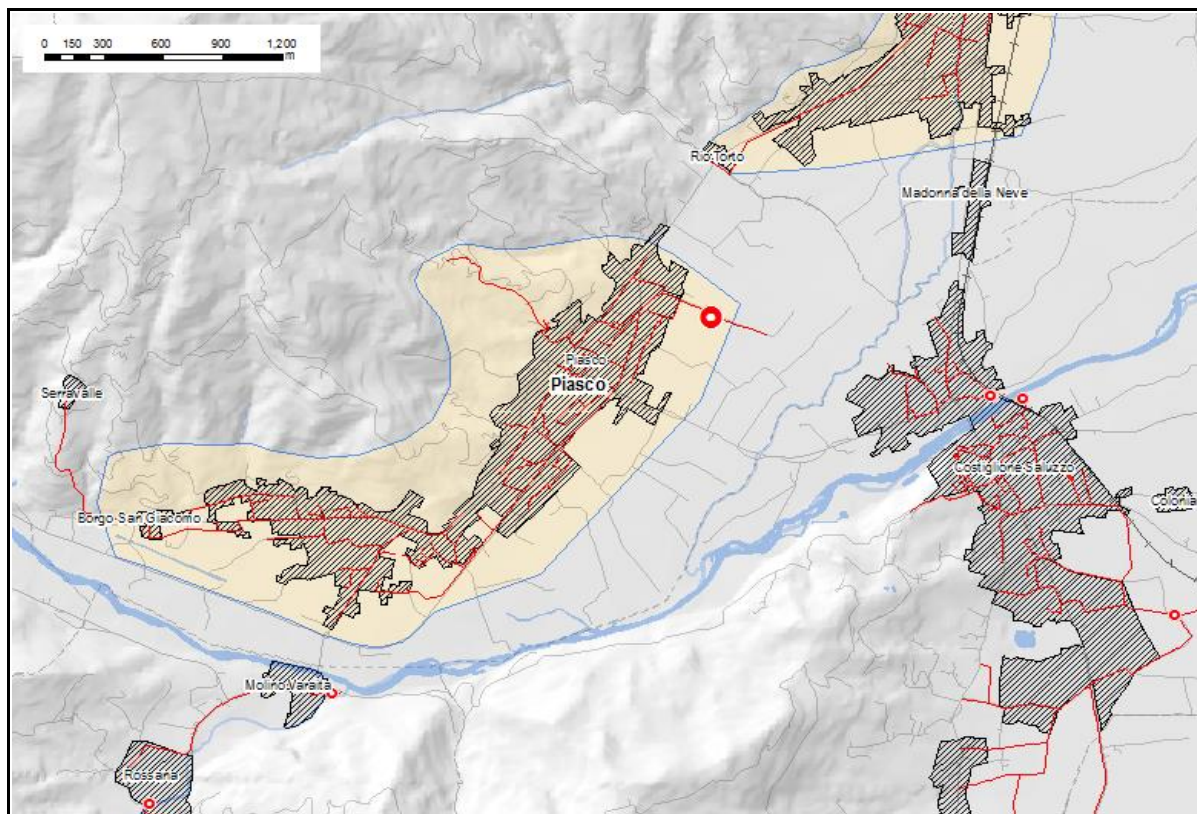 0 150 300 600 900 1,200
m
Rio Torto
Madonna della Neve
Piasco
Piasco
Serravalle
Costiglione Saluzzo
Colonia
Borgo San Giacomo
Molino Varaita
Rossana